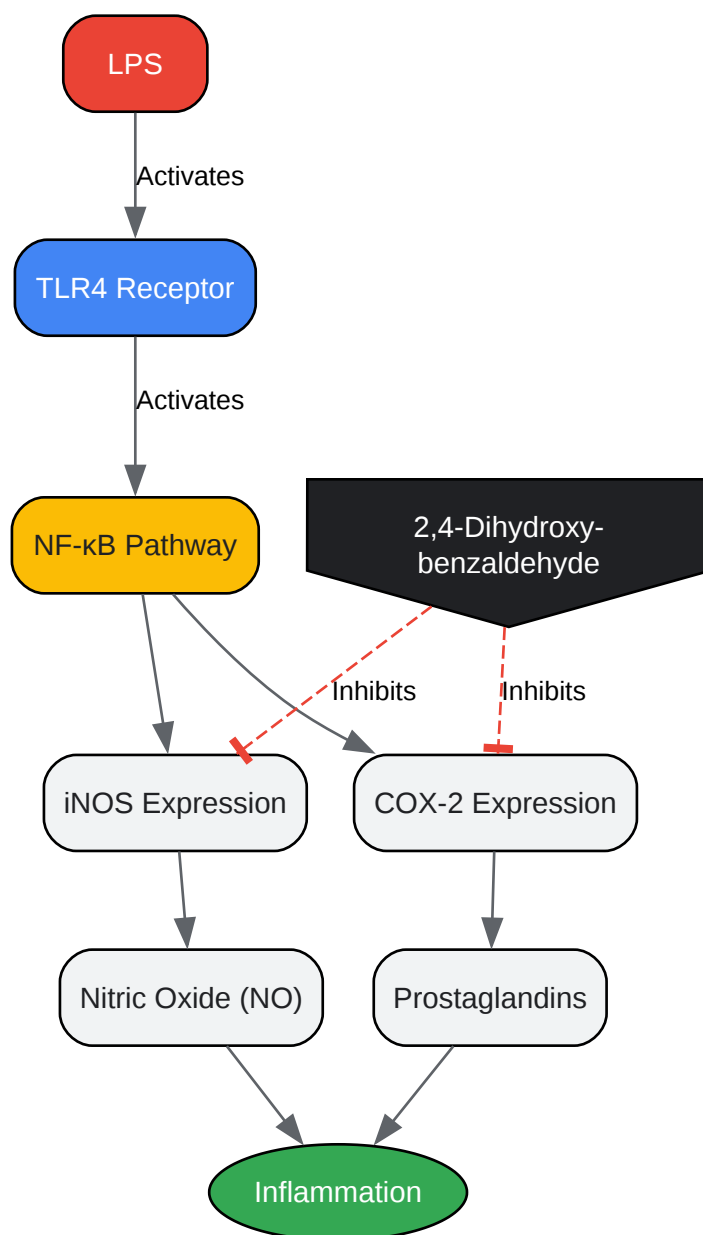 LPS
Activates
TLR4 Receptor
Activates
NF-κB Pathway
2,4-Dihydroxy-
benzaldehyde
Inhibits
Inhibits
iNOS Expression
COX-2 Expression
Nitric Oxide (NO)
Prostaglandins
Inflammation